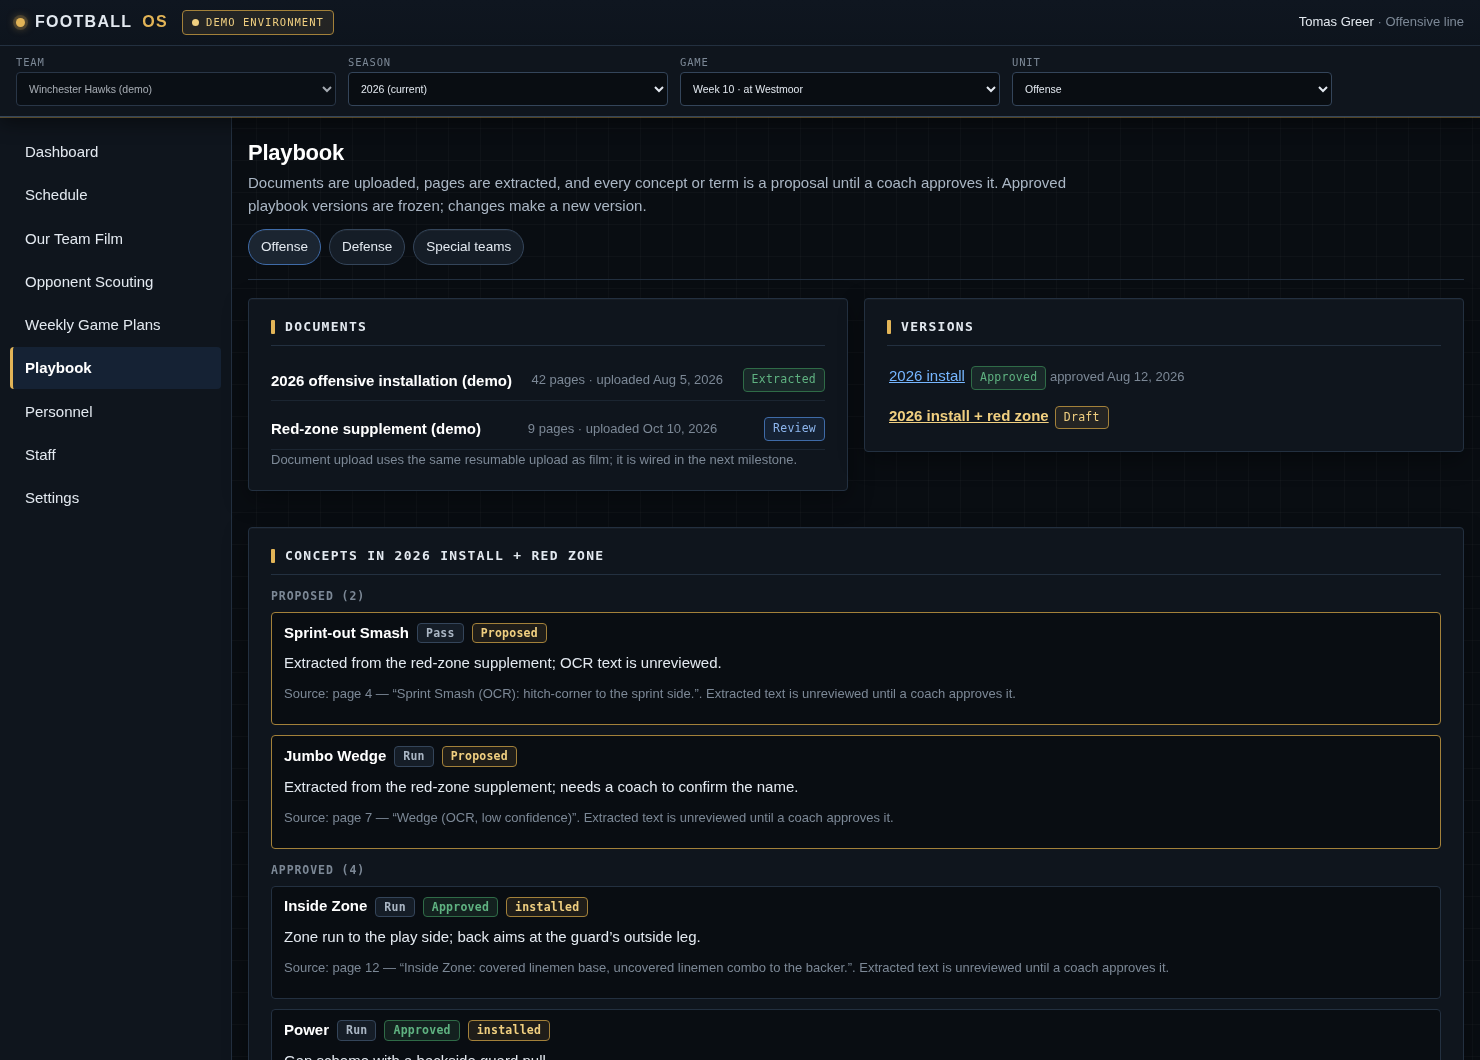 FOOTBALL OS
DEMO ENVIRONMENT
Tomas Greer · Offensive line
TEAM
SEASON
GAME
UNIT
Winchester Hawks (demo)
2026 (current)
Week 10 · at Westmoor
Offense
Dashboard
Schedule
Our Team Film
Opponent Scouting
Weekly Game Plans
Playbook
Personnel
Staff
Settings
Playbook
Documents are uploaded, pages are extracted, and every concept or term is a proposal until a coach approves it. Approved
playbook versions are frozen; changes make a new version.
Offense
Defense
Special teams
DOCUMENTS
2026 offensive installation (demo) 42 pages · uploaded Aug 5, 2026 Extracted
Red-zone supplement (demo) 9 pages · uploaded Oct 10, 2026 Review
Document upload uses the same resumable upload as film; it is wired in the next milestone.
VERSIONS
2026 install Approved approved Aug 12, 2026
2026 install + red zone Draft
CONCEPTS IN 2026 INSTALL + RED ZONE
PROPOSED (2)
Sprint-out Smash Pass Proposed
Extracted from the red-zone supplement; OCR text is unreviewed.
Source: page 4 — “Sprint Smash (OCR): hitch-corner to the sprint side.”. Extracted text is unreviewed until a coach approves it.
Jumbo Wedge Run Proposed
Extracted from the red-zone supplement; needs a coach to confirm the name.
Source: page 7 — “Wedge (OCR, low confidence)”. Extracted text is unreviewed until a coach approves it.
APPROVED (4)
Inside Zone Run Approved installed
Zone run to the play side; back aims at the guard’s outside leg.
Source: page 12 — “Inside Zone: covered linemen base, uncovered linemen combo to the backer.”. Extracted text is unreviewed until a coach approves it.
Power Run Approved installed
Gap scheme with a backside guard pull.